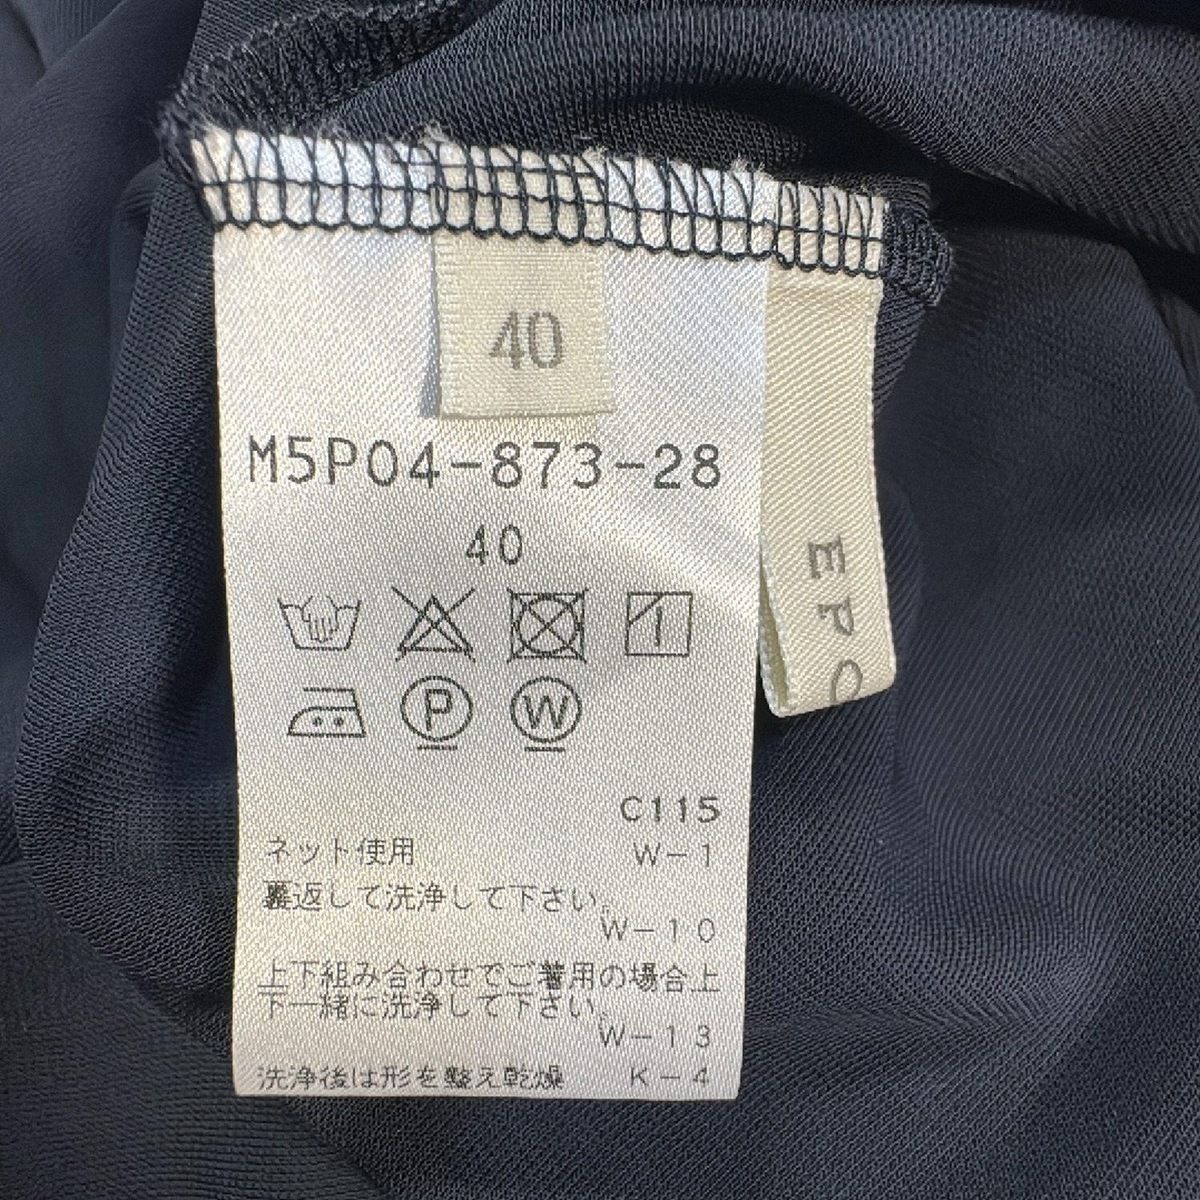 40
M5P04-873-28
40
P W
C115
ネット使用 W-1
裏返して洗浄して下さい。
W-10
上下組み合わせでご着用の場合上
下一緒に洗浄して下さい。
W-13
洗浄後は形を整え乾燥 K-4
EPO